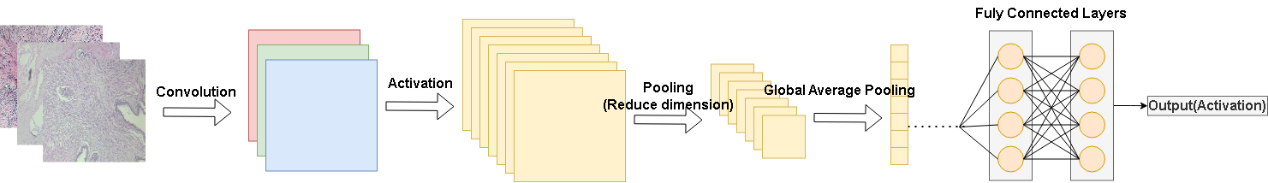 Fuly Connected Layers
Convolution
Activation
Pooling
(Reduce dimension)
Global Average Pooling
Output(Activation)